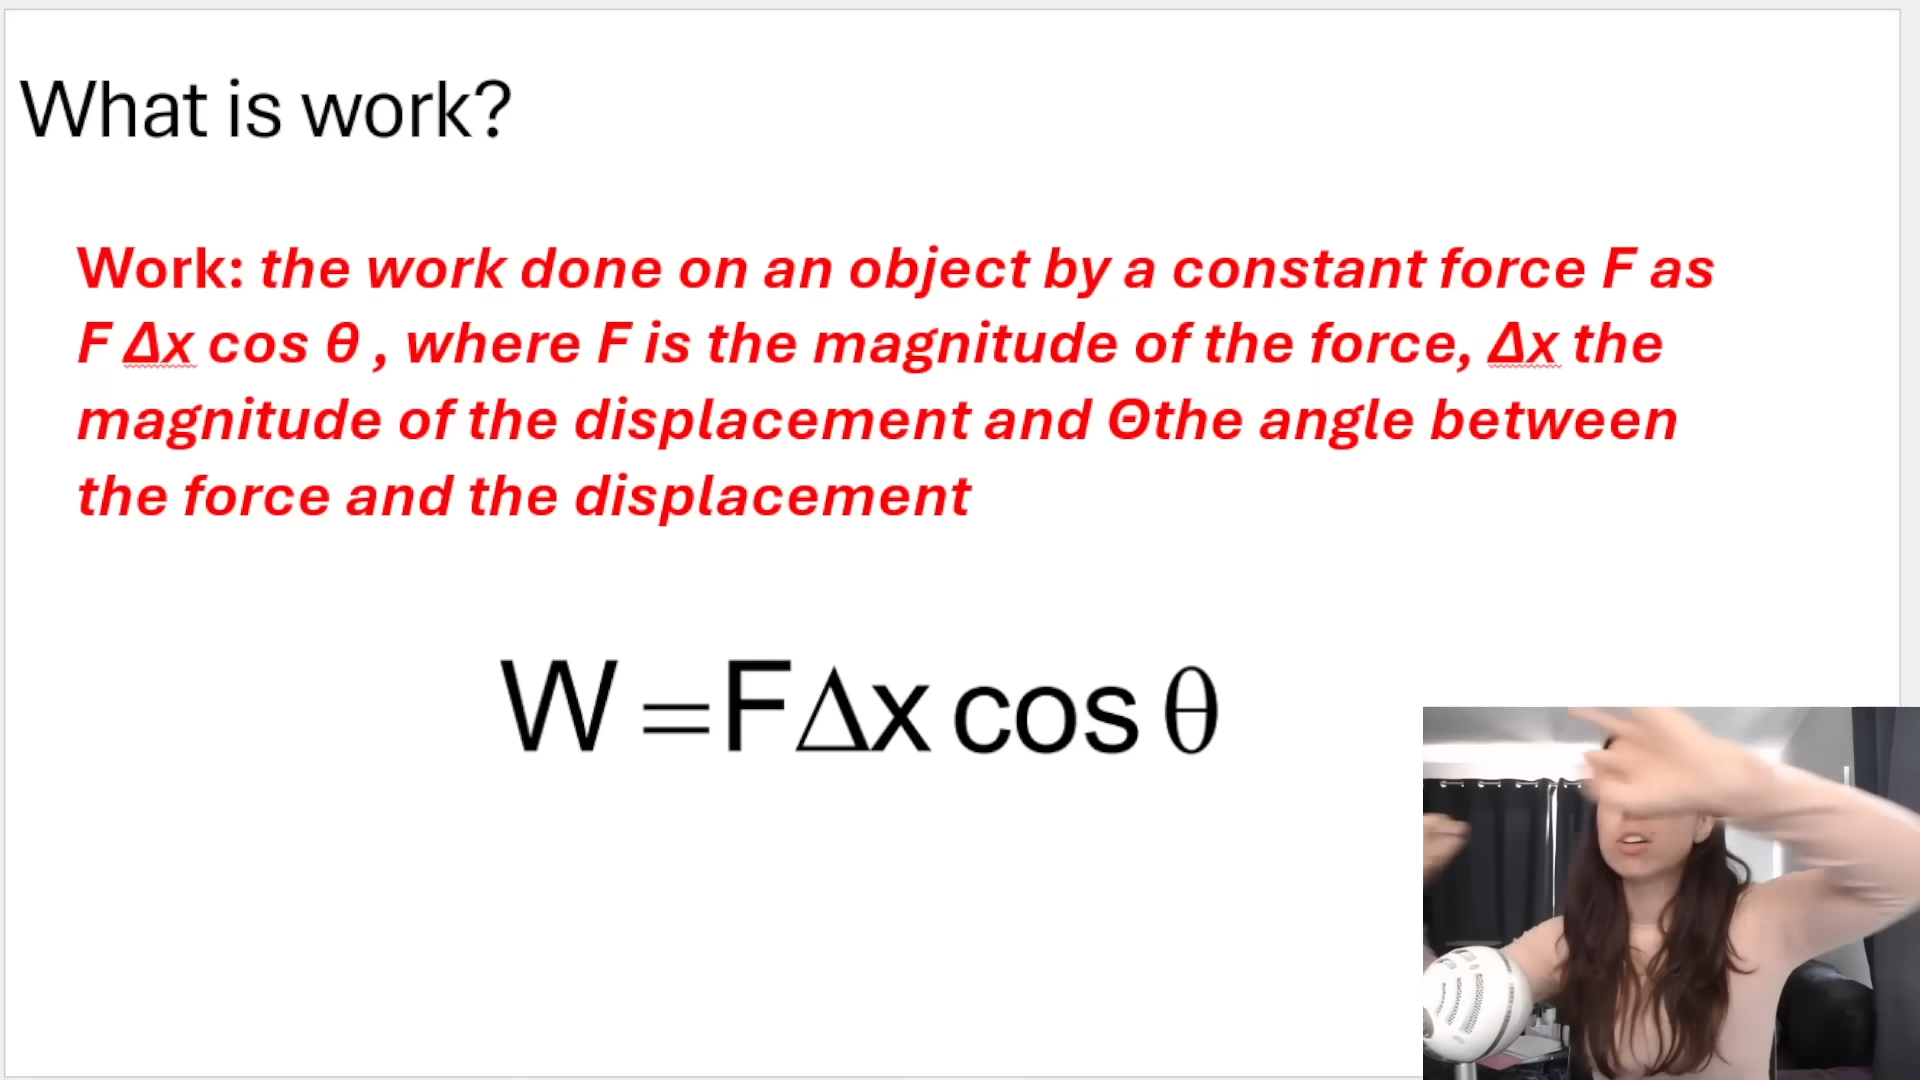 What is work?
Work: the work done on an object by a constant force F as
F Δx cos θ , where F is the magnitude of the force, Δx the
magnitude of the displacement and Θthe angle between
the force and the displacement
W =FΔx cos θ